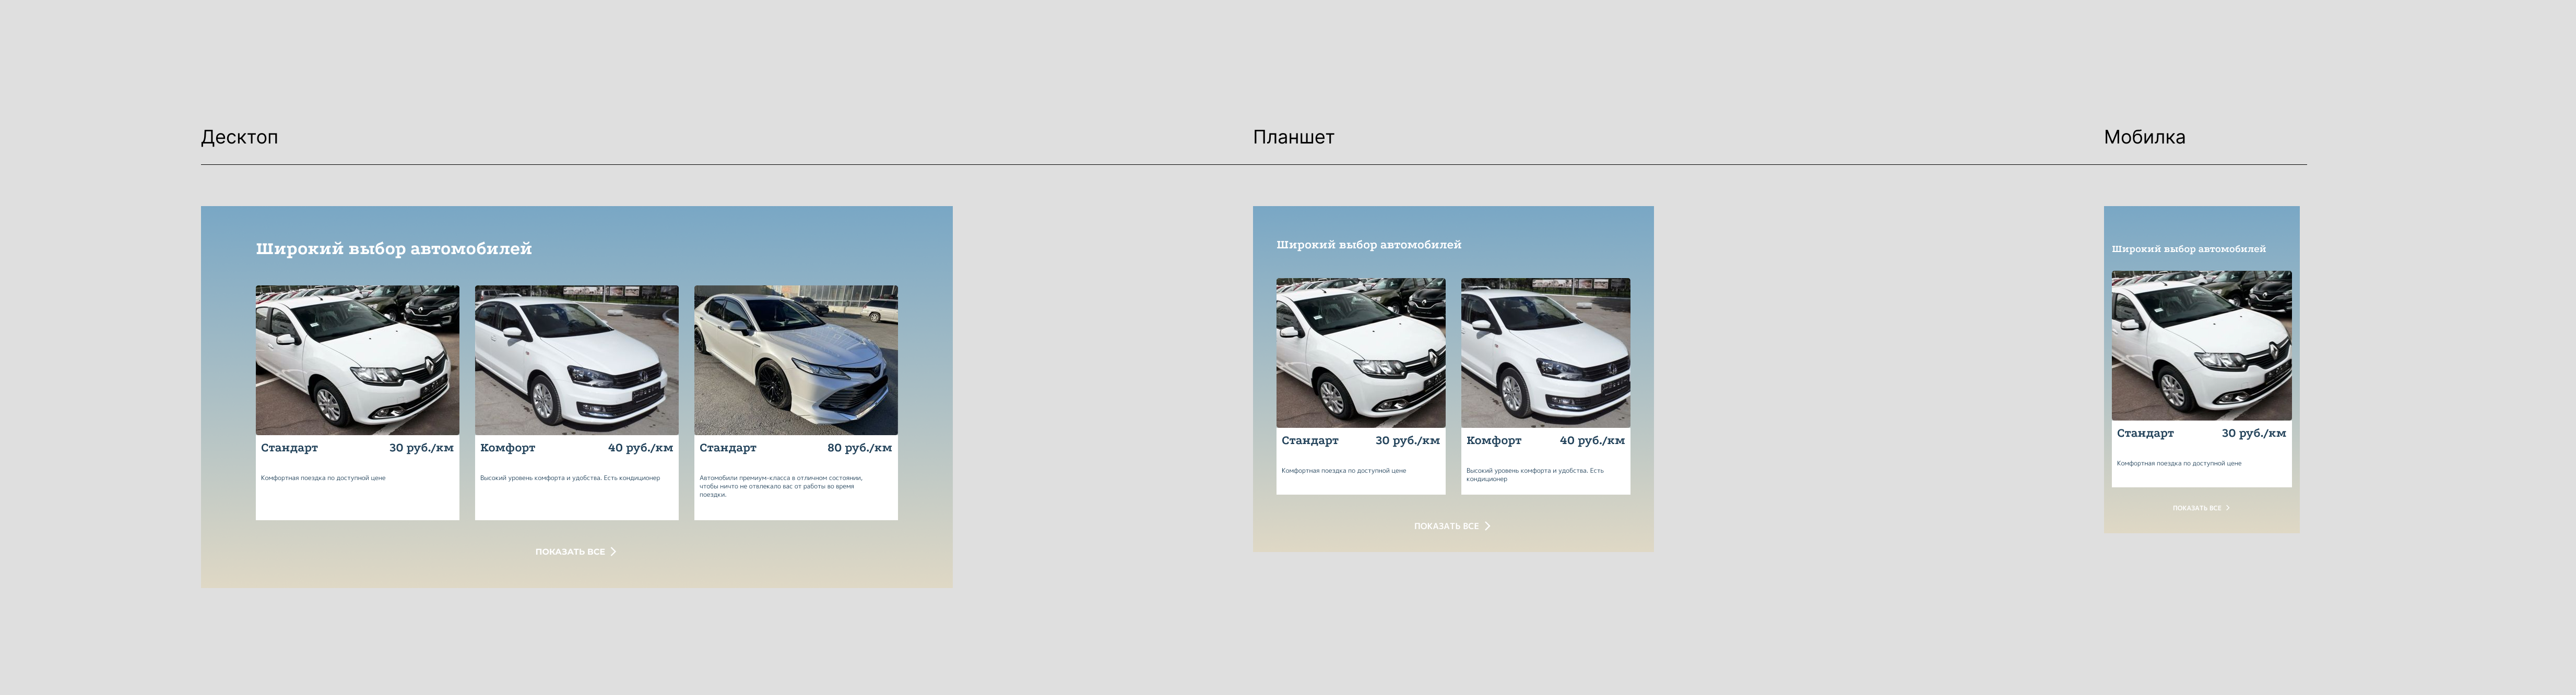 Десктоп
Планшет
Мобилка
Широкий выбор автомобилей
Стандарт 30 руб./км
Комфортная поездка по доступной цене
Комфорт 40 руб./км
Высокий уровень комфорта и удобства. Есть кондиционер
Стандарт 80 руб./км
Автомобили премиум-класса в отличном состоянии,
чтобы ничто не отвлекало вас от работы во время
поездки.
ПОКАЗАТЬ ВСЕ
Широкий выбор автомобилей
Стандарт 30 руб./км
Комфортная поездка по доступной цене
Комфорт 40 руб./км
Высокий уровень комфорта и удобства. Есть
кондиционер
ПОКАЗАТЬ ВСЕ
Широкий выбор автомобилей
Стандарт 30 руб./км
Комфортная поездка по доступной цене
ПОКАЗАТЬ ВСЕ